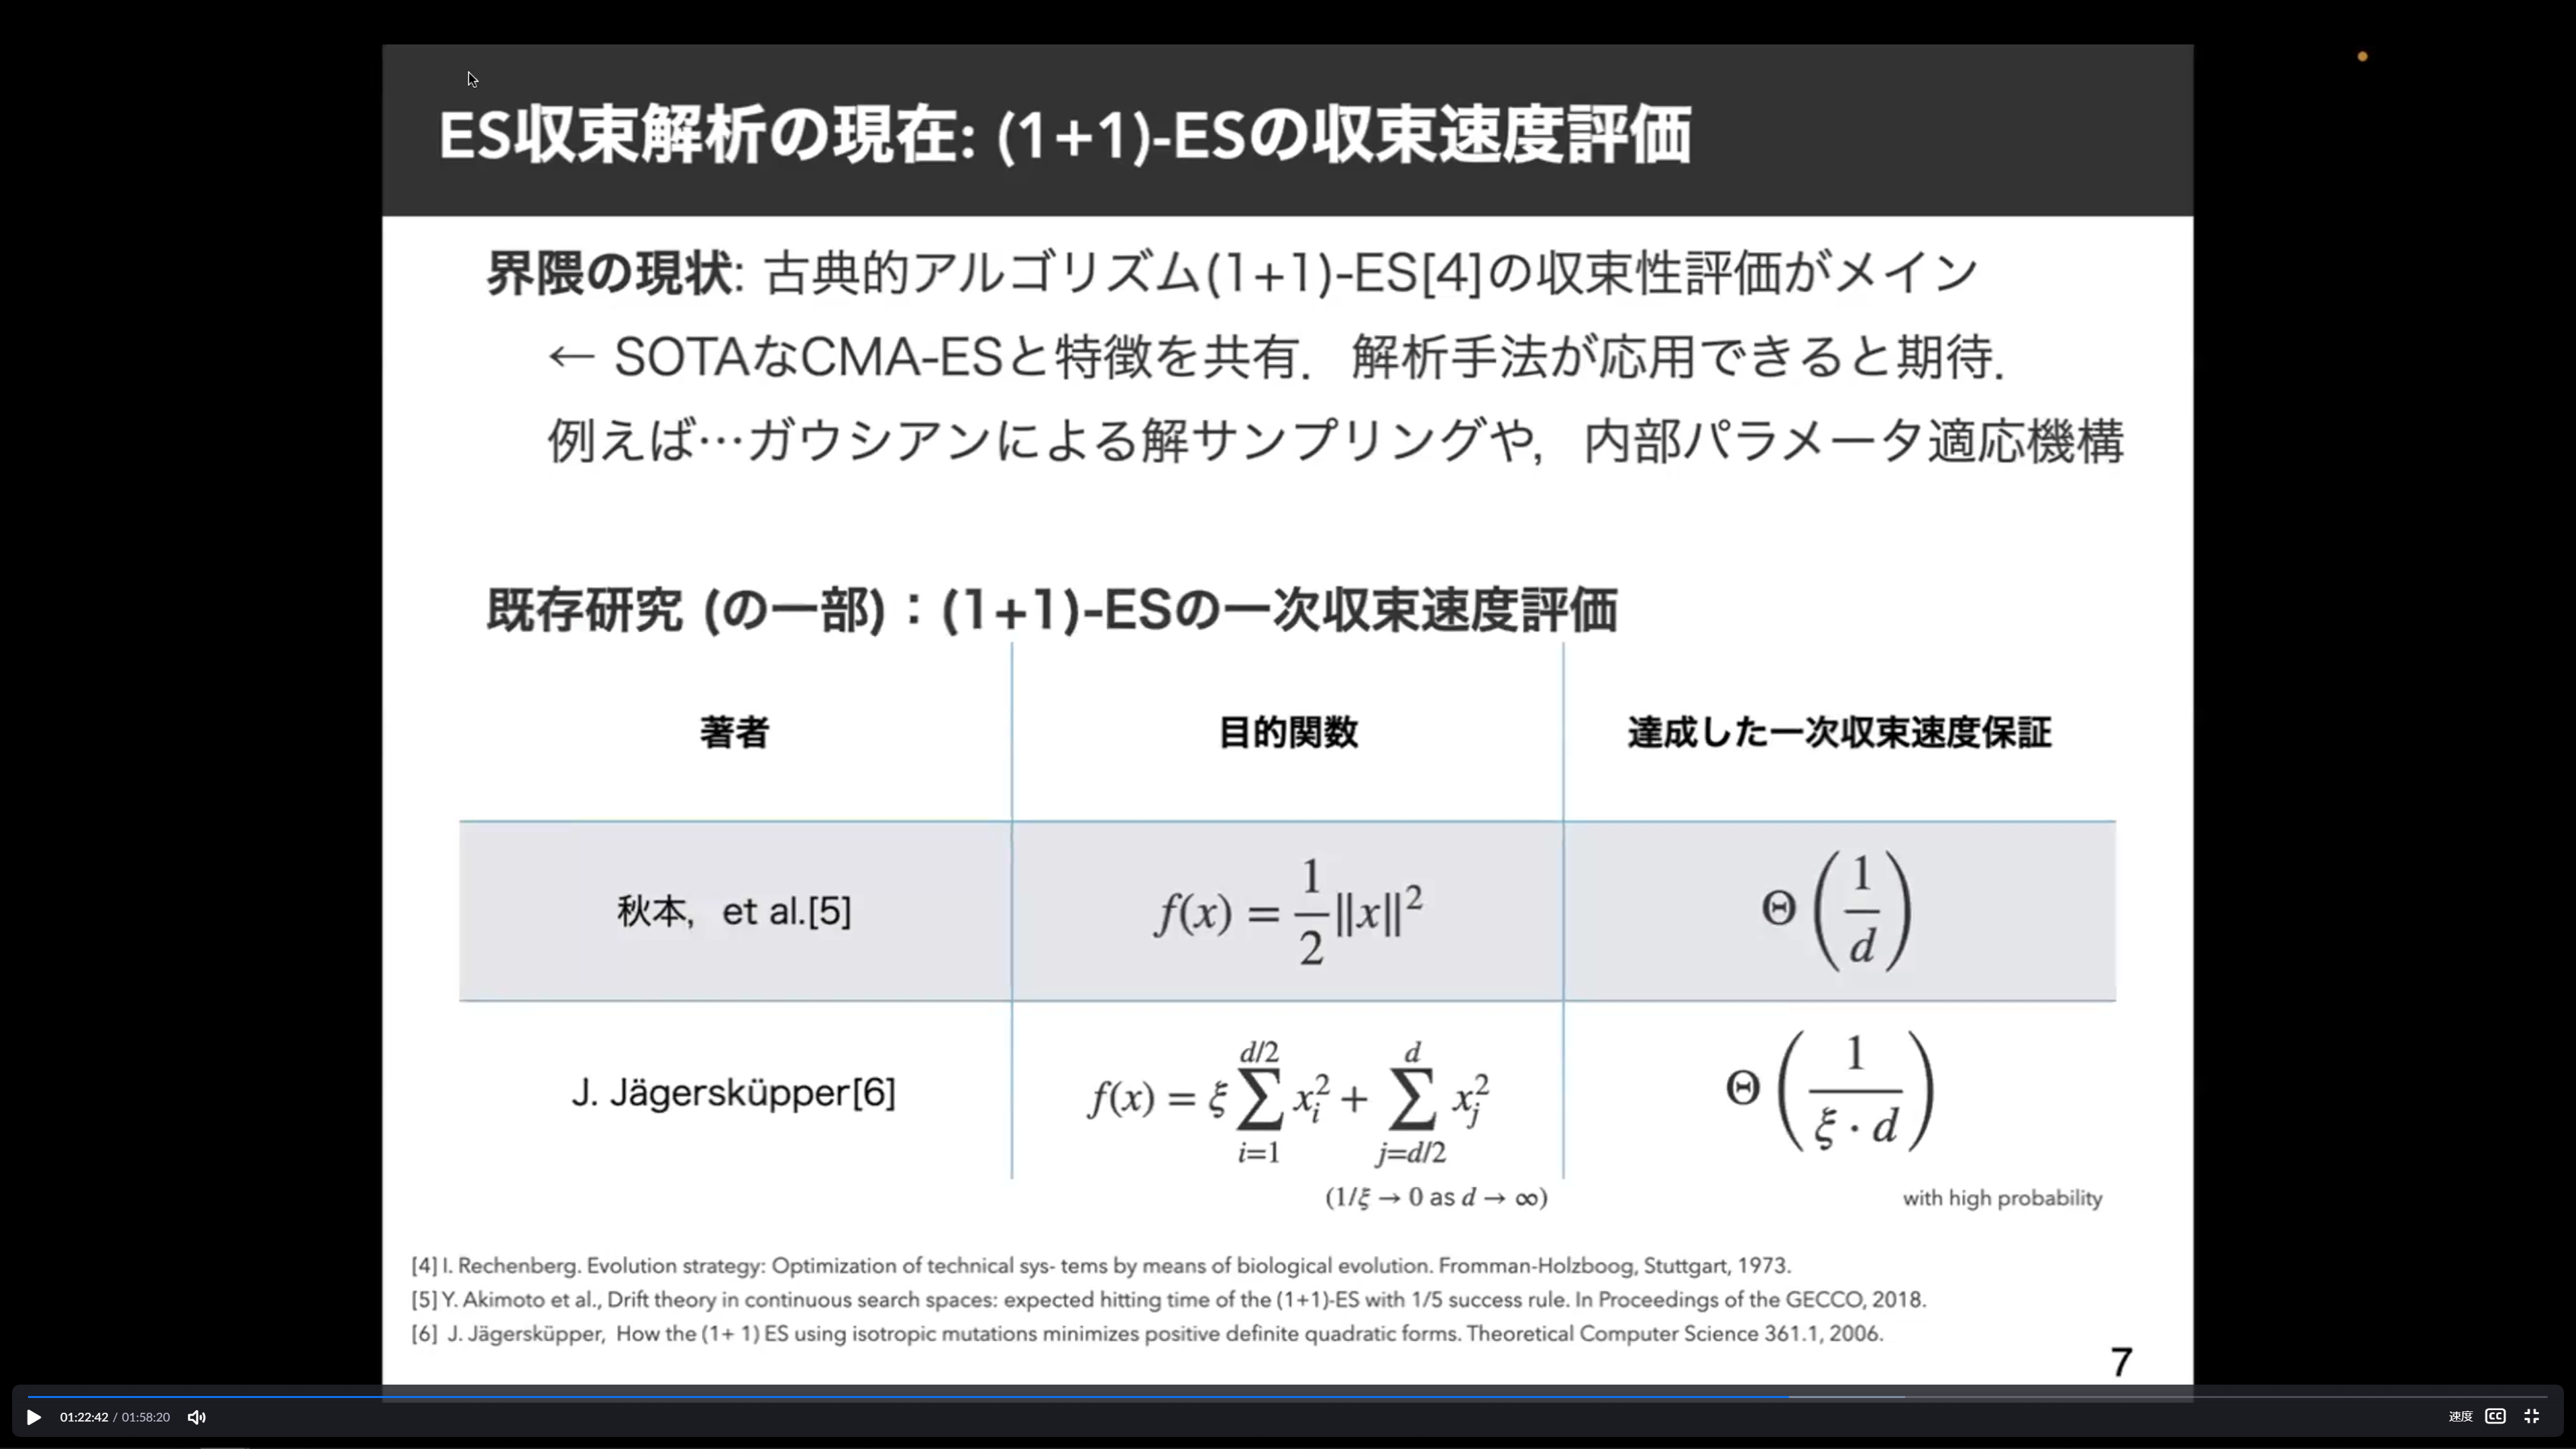 ES収束解析の現在: (1+1)-ESの収束速度評価
界隈の現状: 古典的アルゴリズム(1+1)-ES[4]の収束性評価がメイン
← SOTAなCMA-ESと特徴を共有．解析手法が応用できると期待．
例えば…ガウシアンによる解サンプリングや，内部パラメータ適応機構
既存研究 (の一部)：(1+1)-ESの一次収束速度評価
著者 目的関数 達成した一次収束速度保証
秋本，et al.[5] f(x) = \frac{1}{2}‖x‖^2 Θ(\frac{1}{d})
J. Jägersküpper[6] f(x) = ξ \sum_{i=1}^{d/2} x_i^2 + \sum_{j=d/2}^{d} x_j^2 Θ(\frac{1}{ξ · d})
(1/ξ → 0 as d → ∞) with high probability
[4] I. Rechenberg. Evolution strategy: Optimization of technical sys- tems by means of biological evolution. Fromman-Holzboog, Stuttgart, 1973.
[5] Y. Akimoto et al., Drift theory in continuous search spaces: expected hitting time of the (1+1)-ES with 1/5 success rule. In Proceedings of the GECCO, 2018.
[6] J. Jägersküpper, How the (1+ 1) ES using isotropic mutations minimizes positive definite quadratic forms. Theoretical Computer Science 361.1, 2006.
7
01:22:42 / 01:58:20 速度 CC